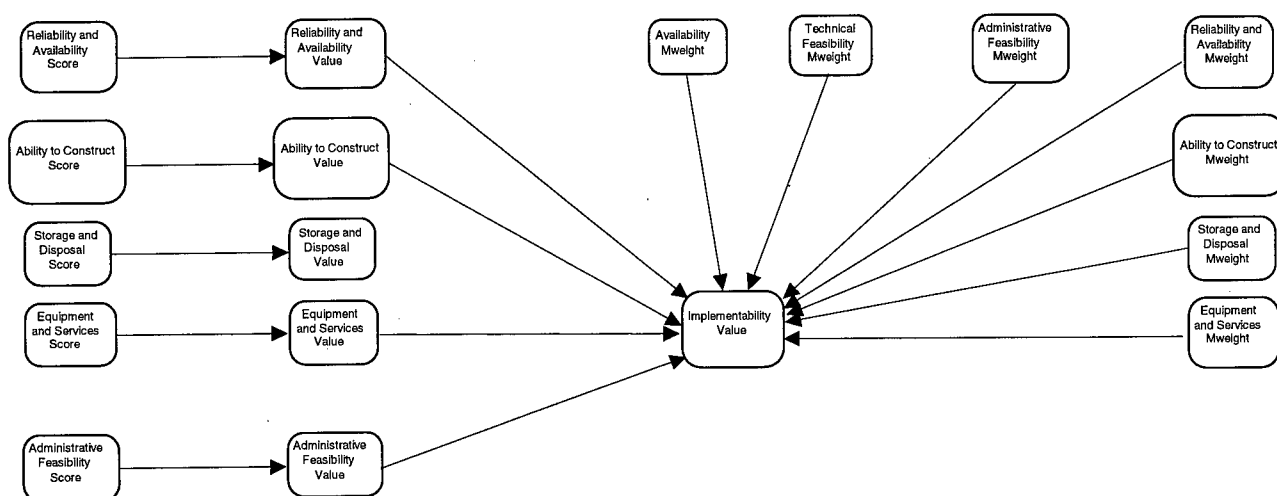 Reliability and
Availability
Score
Reliability and
Availability
Value
Availability
Mweight
Technical
Feasibility
Mweight
Administrative
Feasibility
Mweight
Reliability and
Availability
Mweight
Ability to Construct
Score
Ability to Construct
Value
Ability to Construct
Mweight
Storage and
Disposal
Score
Storage and
Disposal
Value
Storage and
Disposal
Mweight
Equipment
and Services
Score
Equipment
and Services
Value
Implementability
Value
Equipment
and Services
Mweight
Administrative
Feasibility
Score
Administrative
Feasibility
Value